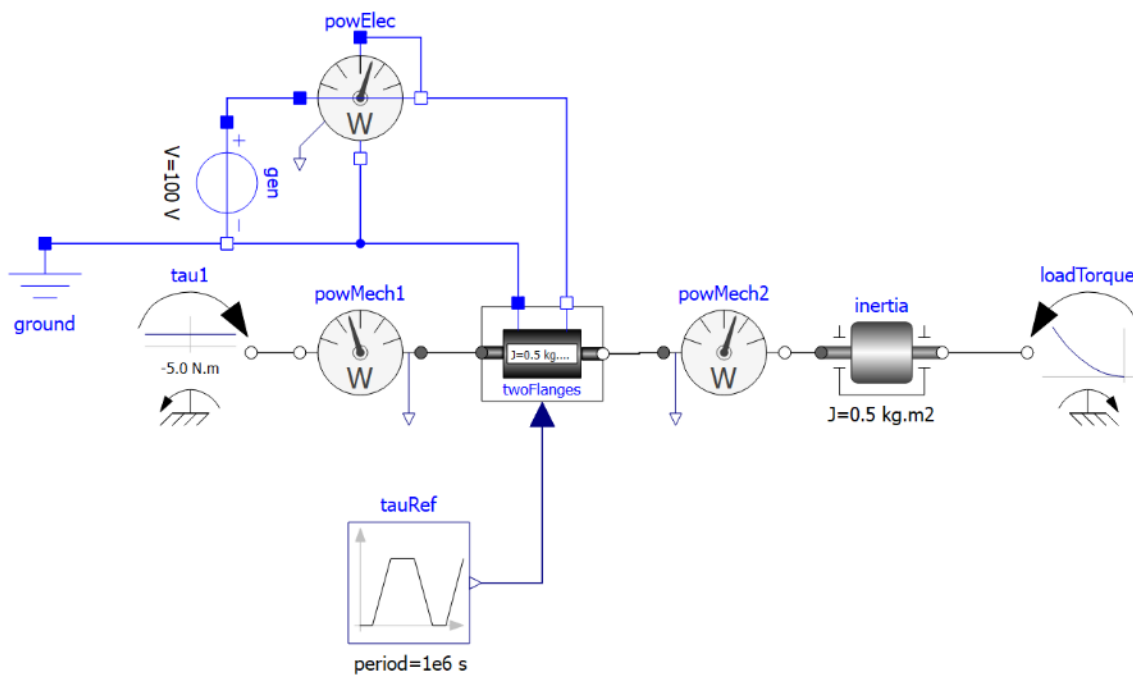 powElec
W
+
gen
V=100 V
-
tau1
powMech1
powMech2
inertia
loadTorque
ground
-5.0 N.m
W
J=0.5 kg....
W
twoFlanges
J=0.5 kg.m2
tauRef
period=1e6 s